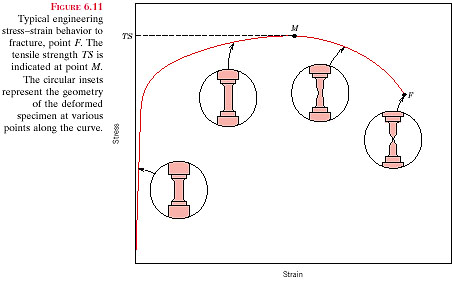 FIGURE 6.11
Typical engineering
stress–strain behavior to
fracture, point F. The
tensile strength TS is
indicated at point M.
The circular insets
represent the geometry
of the deformed
specimen at various
points along the curve.
TS
M
F
Stress
Strain